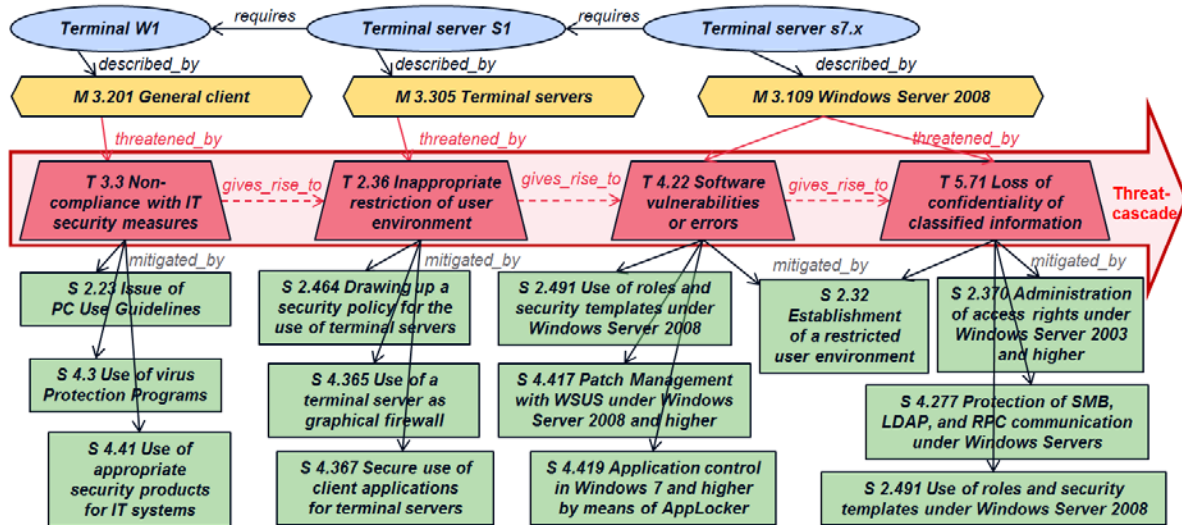 requires
requires
Terminal W1
Terminal server S1
Terminal server s7.x
described_by
described_by
described_by
M 3.201 General client
M 3.305 Terminal servers
M 3.109 Windows Server 2008
threatened_by
threatened_by
threatened_by
T 3.3 Non-
compliance with IT
security measures
gives_rise_to
T 2.36 Inappropriate
restriction of user
environment
gives_rise_to
T 4.22 Software
vulnerabilities
or errors
gives_rise_to
T 5.71 Loss of
confidentiality of
classified information
Threat-
cascade
mitigated_by
mitigated_by
mitigated_by
mitigated_by
S 2.23 Issue of
PC Use Guidelines
S 4.3 Use of virus
Protection Programs
S 4.41 Use of
appropriate
security products
for IT systems
S 2.464 Drawing up a
security policy for the
use of terminal servers
S 4.365 Use of a
terminal server as
graphical firewall
S 4.367 Secure use of
client applications
for terminal servers
S 2.491 Use of roles and
security templates under
Windows Server 2008
S 4.417 Patch Management
with WSUS under Windows
Server 2008 and higher
S 4.419 Application control
in Windows 7 and higher
by means of AppLocker
S 2.32
Establishment
of a restricted
user environment
S 2.370 Administration
of access rights under
Windows Server 2003
and higher
S 4.277 Protection of SMB,
LDAP, and RPC communication
under Windows Servers
S 2.491 Use of roles and security
templates under Windows Server 2008